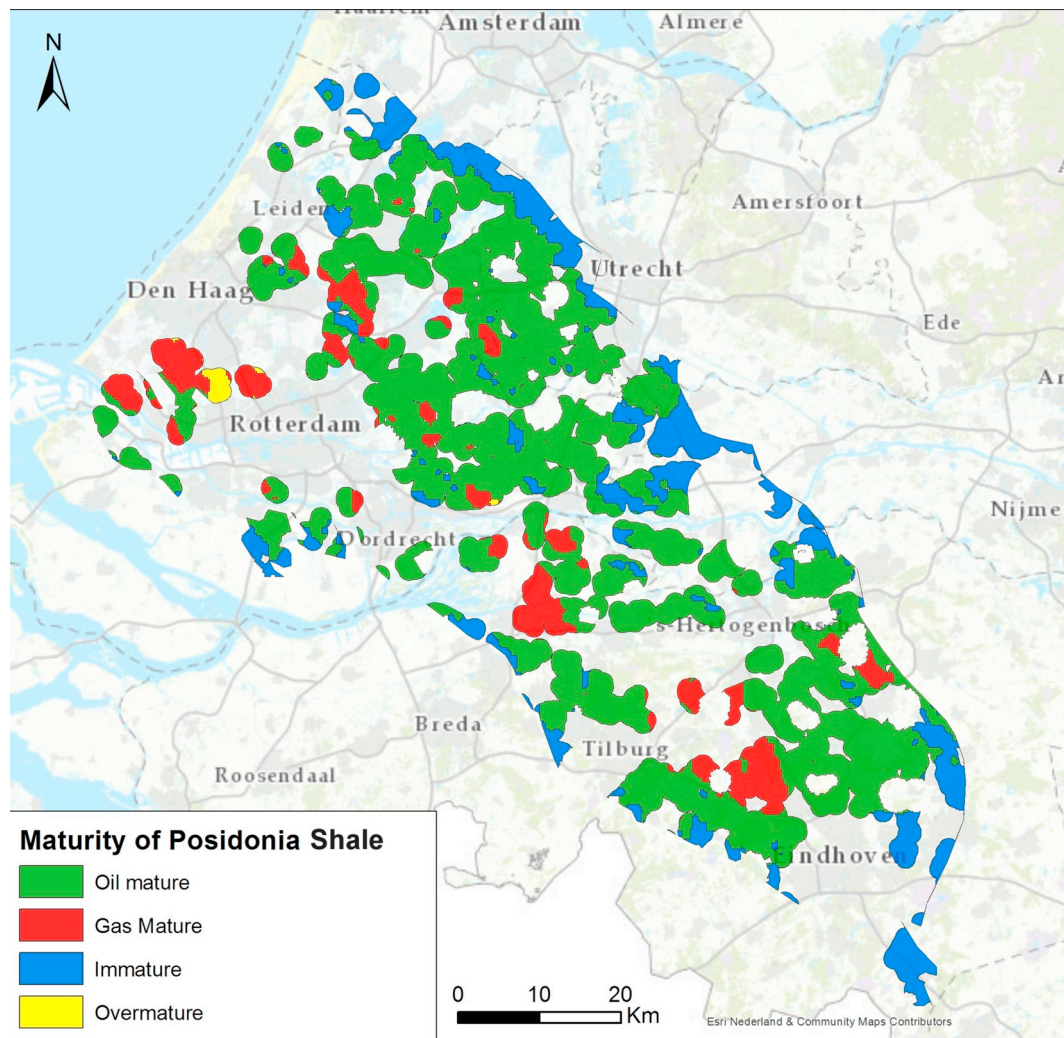 Haarlem
Amsterdam
Almere
N
Leiden
Amersfoort
Utrecht
Den Haag
Ede
Rotterdam
Nijme
Dordrecht
s-Hertogenbosch
Breda
Tilburg
Roosendaal
Eindhoven
Maturity of Posidonia Shale
Oil mature
Gas Mature
Immature
Overmature
0 10 20
Km
Esri Nederland & Community Maps Contributors